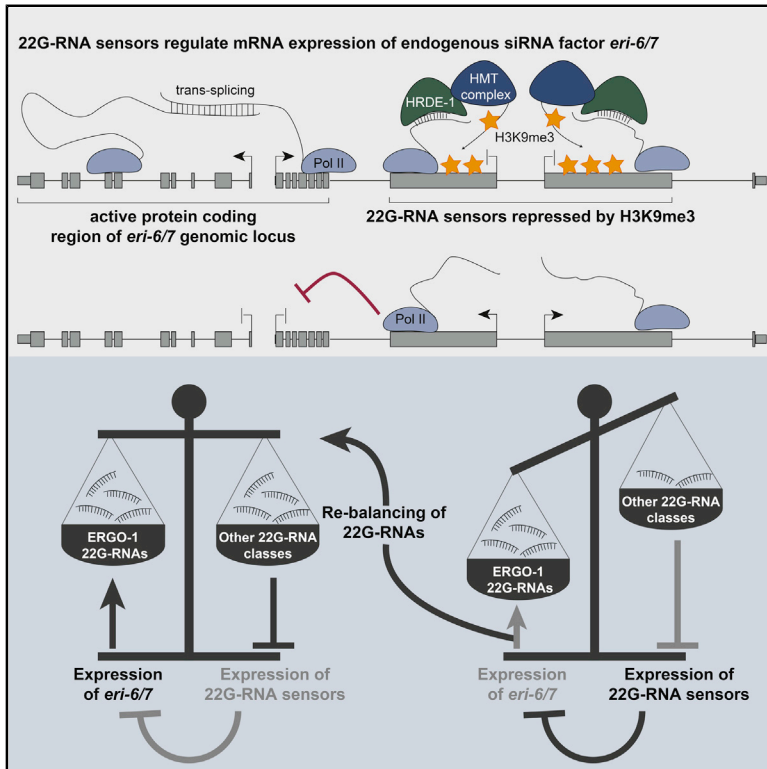 22G-RNA sensors regulate mRNA expression of endogenous siRNA factor eri-6/7
trans-splicing
HRDE-1
HMT
complex
H3K9me3
Pol II
active protein coding
region of eri-6/7 genomic locus
22G-RNA sensors repressed by H3K9me3
Pol II
ERGO-1
22G-RNAs
Other 22G-RNA
classes
Re-balancing of
22G-RNAs
ERGO-1
22G-RNAs
Other 22G-RNA
classes
Expression
of eri-6/7
Expression of
22G-RNA sensors
Expression
of eri-6/7
Expression of
22G-RNA sensors